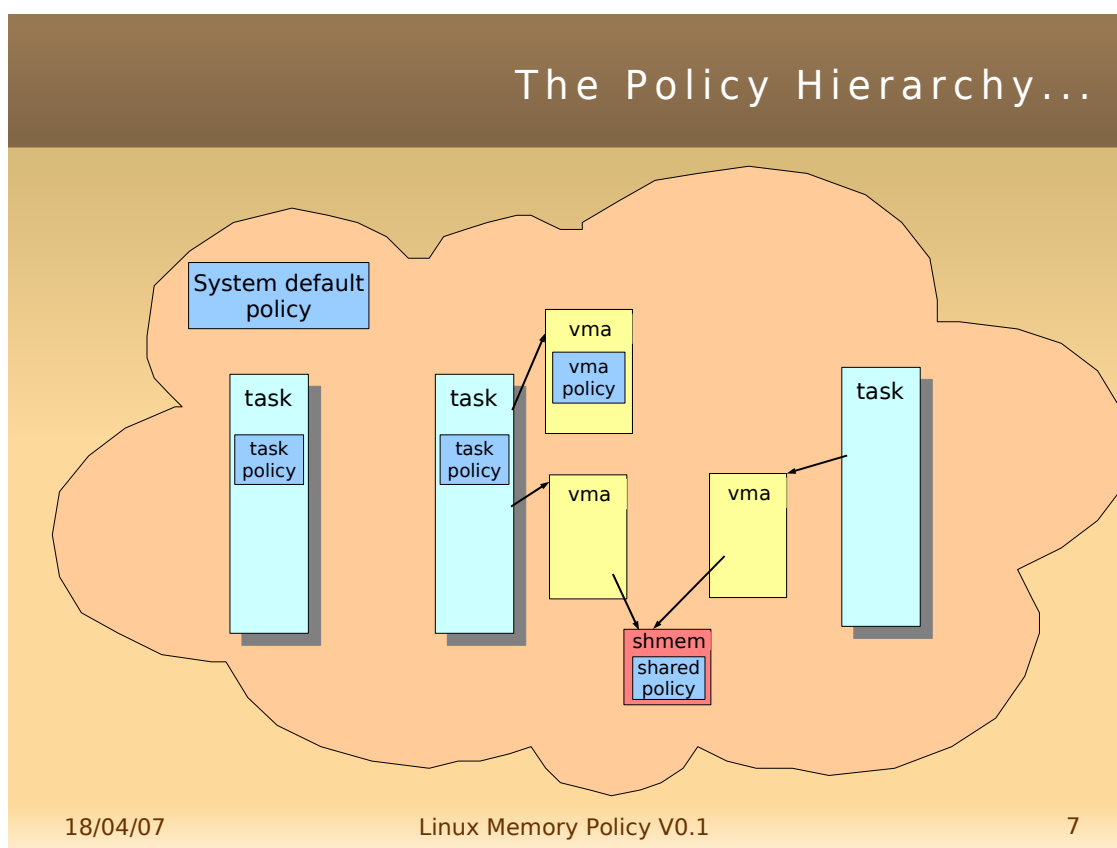 The Policy Hierarchy...
System default
policy
vma
vma
policy
task
task
policy
task
task
policy
task
vma
vma
shmem
shared
policy
18/04/07
Linux Memory Policy V0.1
7